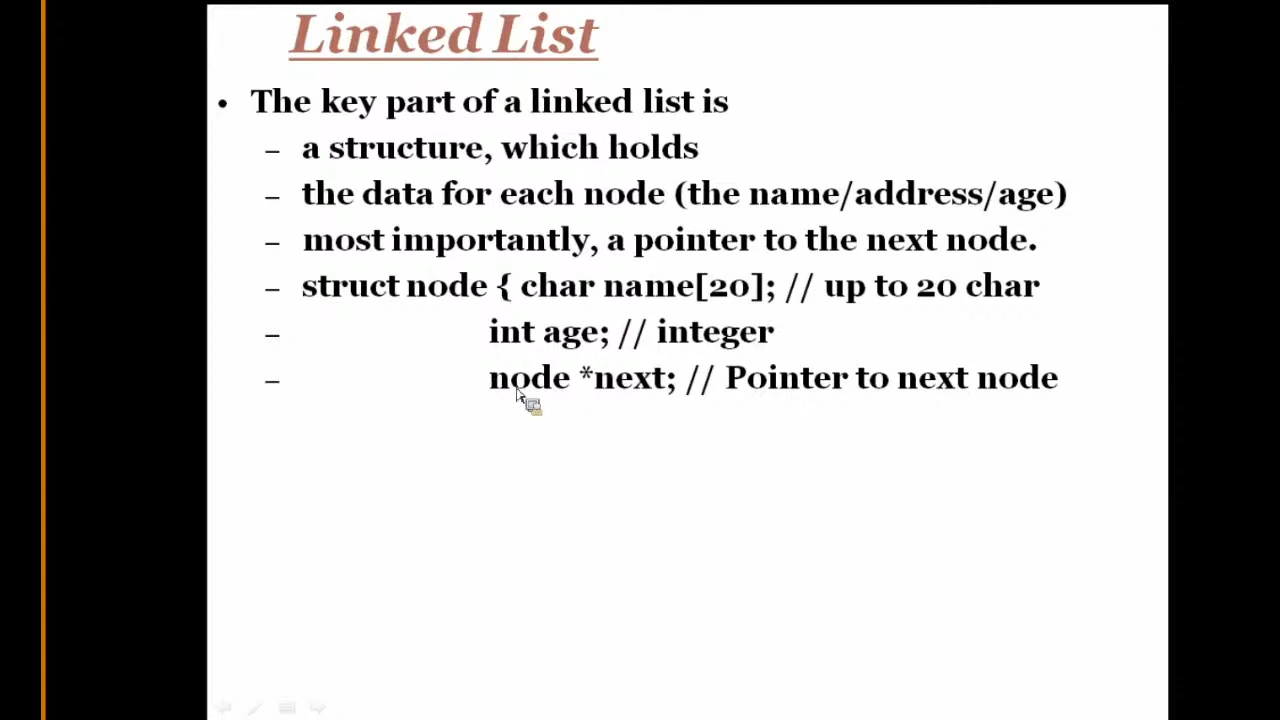 Linked List
• The key part of a linked list is
– a structure, which holds
– the data for each node (the name/address/age)
– most importantly, a pointer to the next node.
– struct node { char name[20]; // up to 20 char
– int age; // integer
– node *next; // Pointer to next node